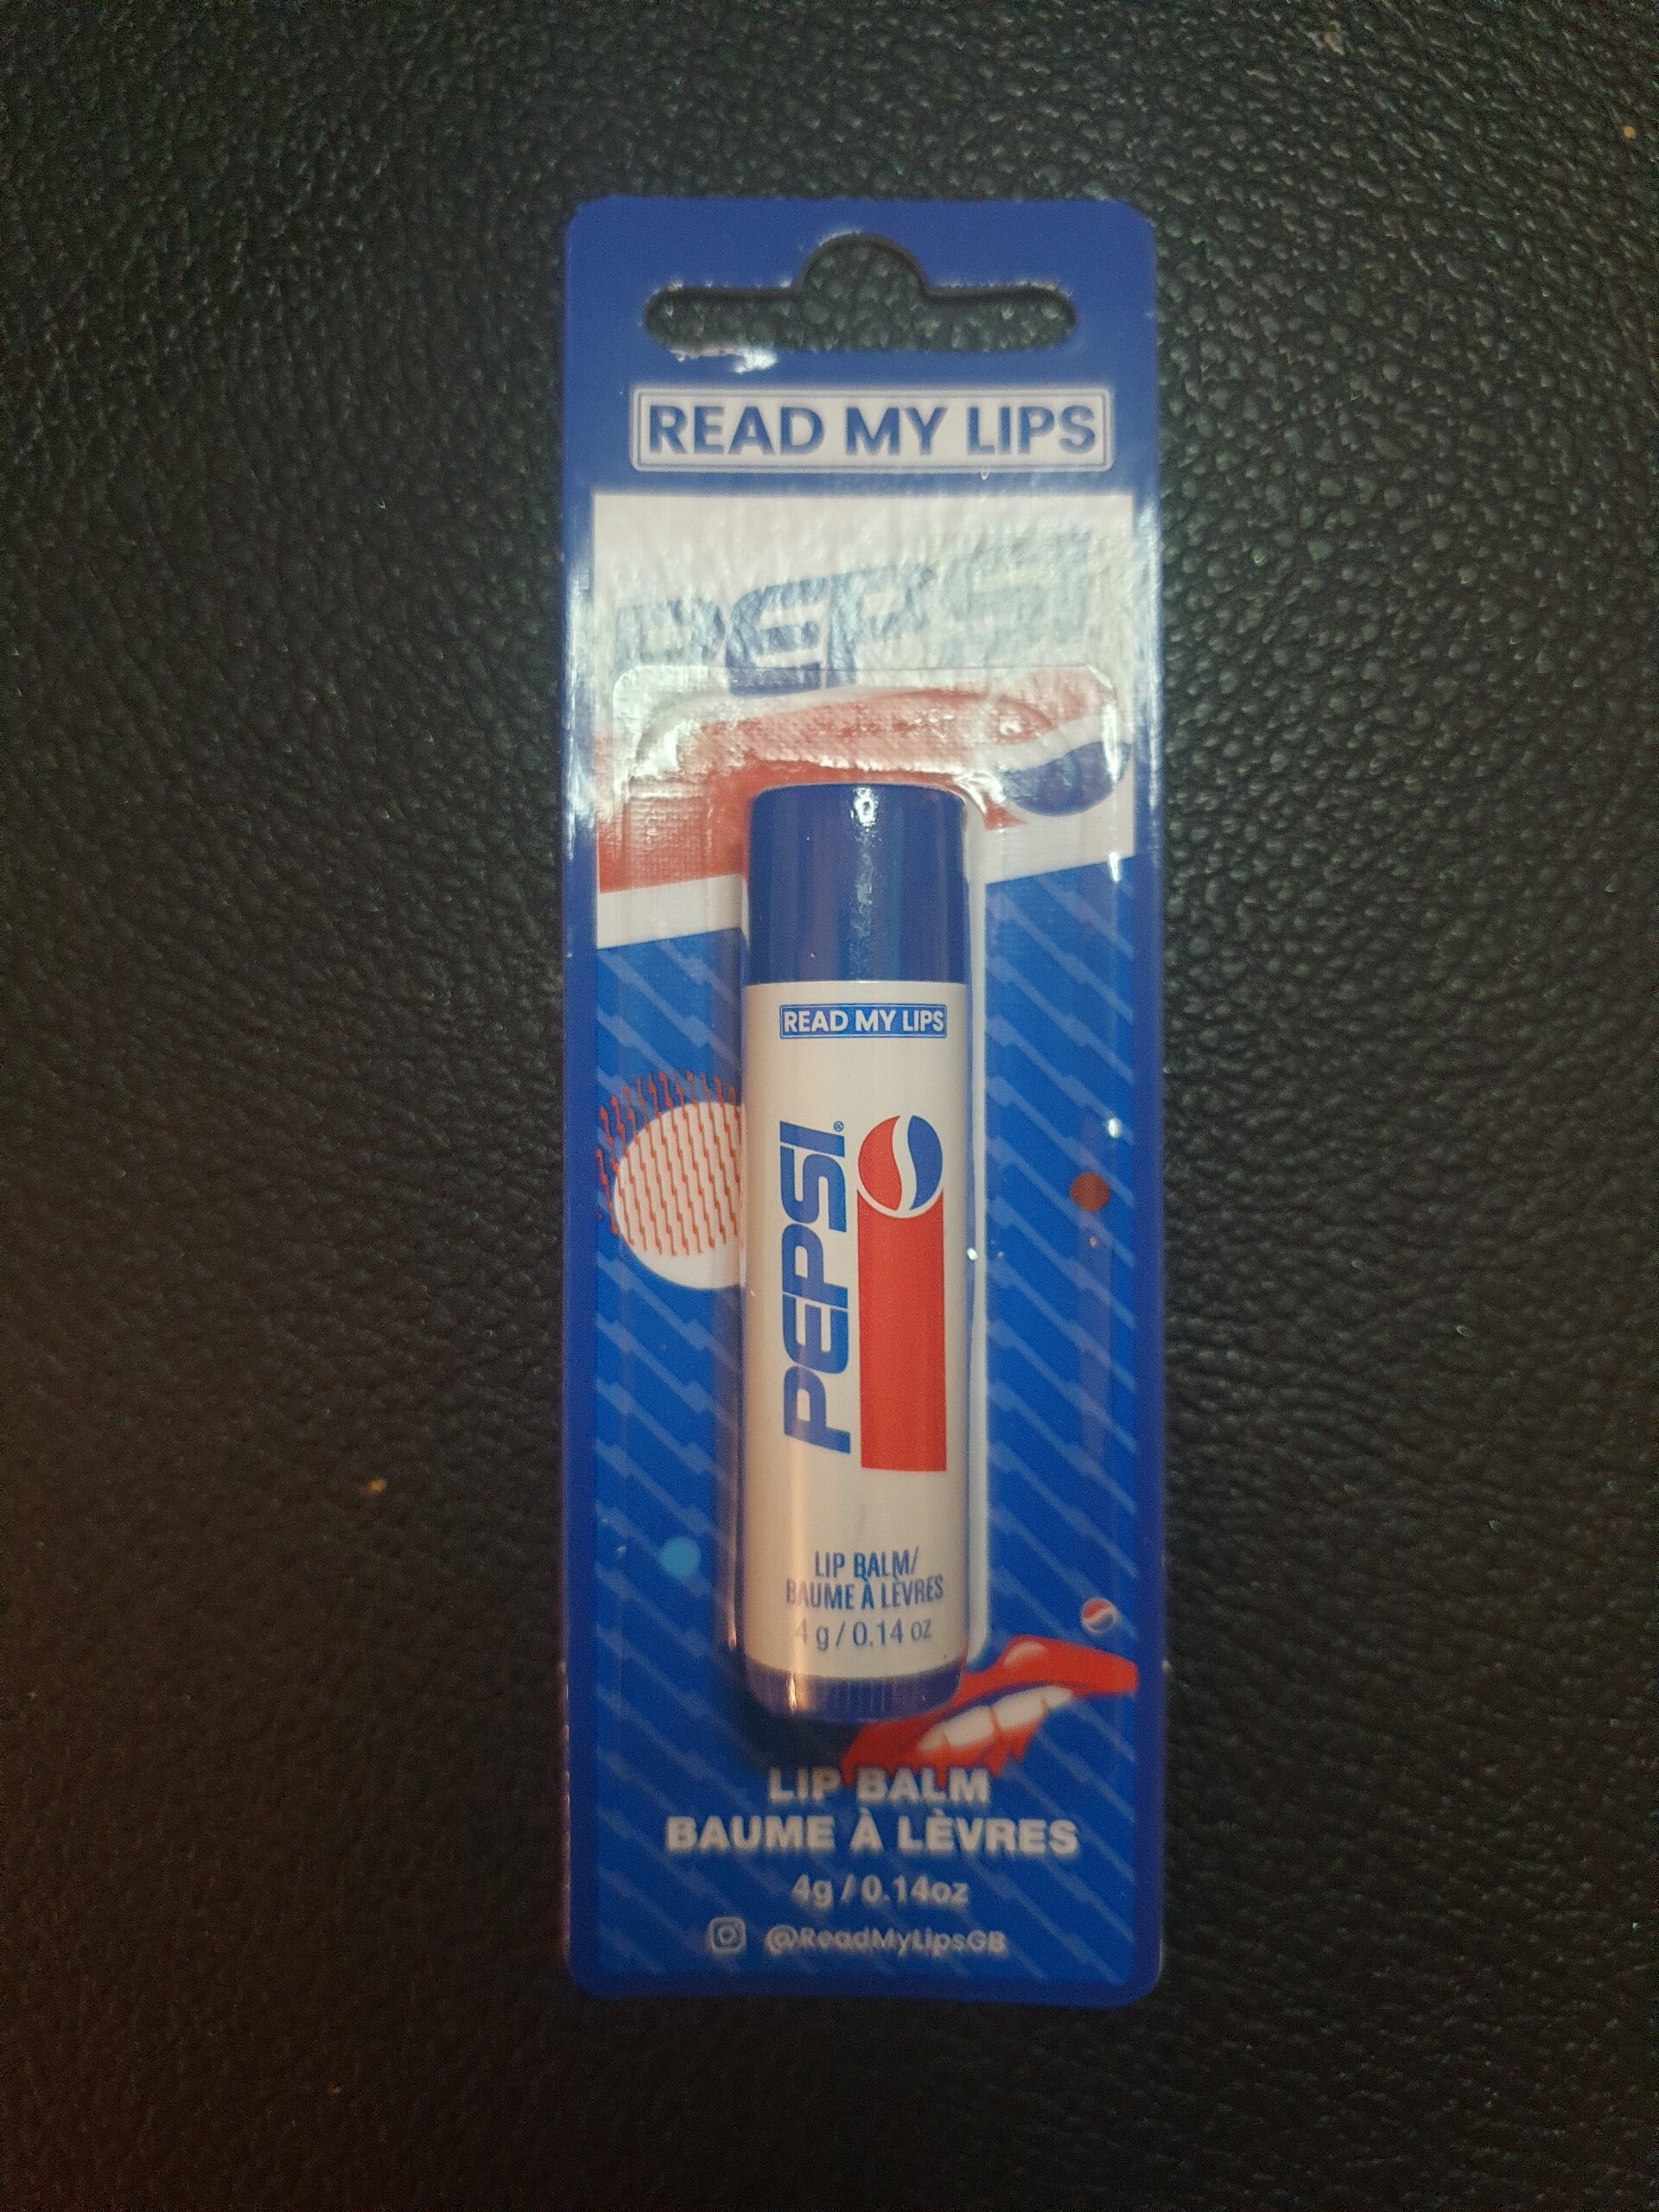 READ MY LIPS
PEPSI
READ MY LIPS
PEPSI®
LIP BALM/
BAUME À LÈVRES
4 g / 0.14 oz
LIP BALM
BAUME À LÈVRES
4g / 0.14oz
@ReadMyLipsGB